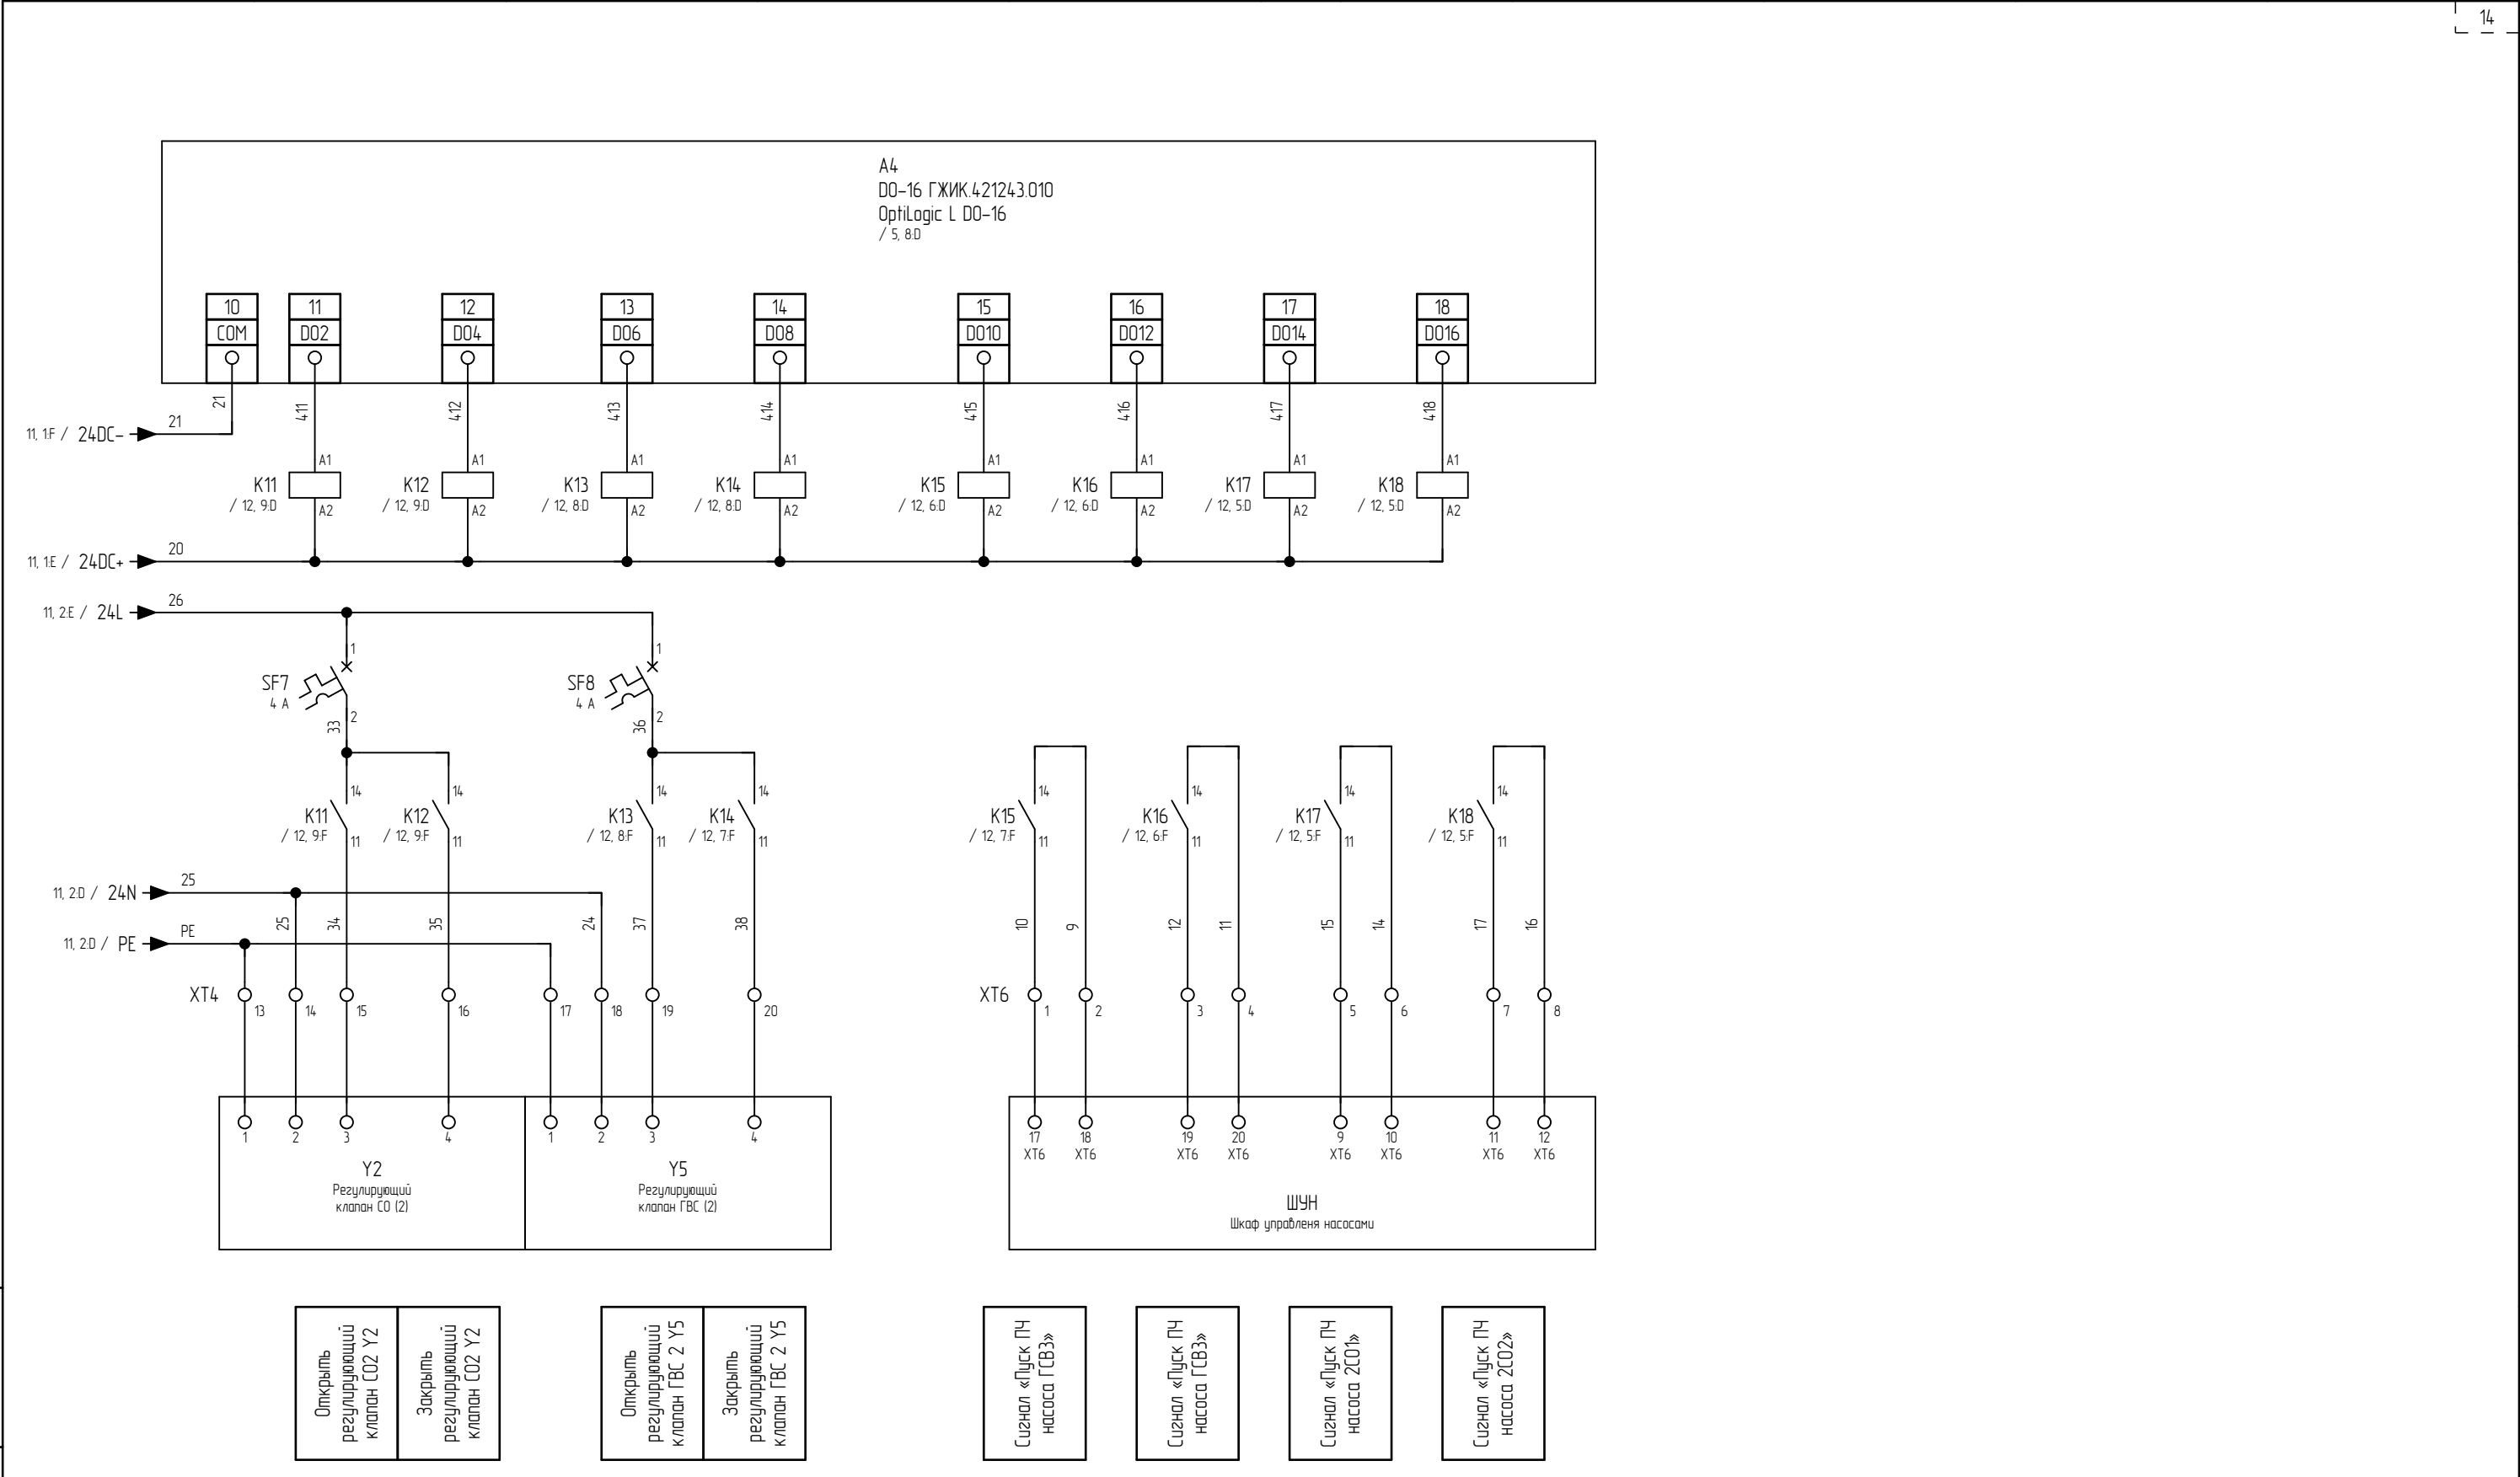 14
A4
DO-16 ГЖИК.421243.010
OptiLogic L DO-16
/ 5, 8:D
10 11 12 13 14 15 16 17 18
COM DO2 DO4 DO6 DO8 DO10 DO12 DO14 DO16
21 411 412 413 414 415 416 417 418
11, 1:F / 24DC- 21
A1 A1 A1 A1 A1 A1 A1 A1
K11 K12 K13 K14 K15 K16 K17 K18
/ 12, 9:D / 12, 9:D / 12, 8:D / 12, 8:D / 12, 6:D / 12, 6:D / 12, 5:D / 12, 5:D
A2 A2 A2 A2 A2 A2 A2 A2
11, 1:E / 24DC+ 20
11, 2:E / 24L 26
1 1
SF7 SF8
4 A 4 A
2 2
33 36
14 14 14 14 14 14 14 14
K11 K12 K13 K14 K15 K16 K17 K18
/ 12, 9:F / 12, 9:F / 12, 8:F / 12, 7:F / 12, 7:F / 12, 6:F / 12, 5:F / 12, 5:F
11 11 11 11 11 11 11 11
11, 2:D / 24N 25
25 34 35 24 37 38 10 9 12 11 15 14 17 16
11, 2:D / PE PE
XT4 XT6
13 14 15 16 17 18 19 20 1 2 3 4 5 6 7 8
1 2 3 4 1 2 3 4 17 18 19 20 9 10 11 12
XT6 XT6 XT6 XT6 XT6 XT6 XT6 XT6
Y2
Регулирующий
клапан СО (2)
Y5
Регулирующий
клапан ГВС (2)
ШУН
Шкаф управленя насосами
Открыть
регулирующий
клапан СО2 Y2
Закрыть
регулирующий
клапан СО2 Y2
Открыть
регулирующий
клапан ГВС 2 Y5
Закрыть
регулирующий
клапан ГВС 2 Y5
Сигнал «Пуск ПЧ
насоса ГСВ3»
Сигнал «Пуск ПЧ
насоса ГСВ3»
Сигнал «Пуск ПЧ
насоса 2СО1»
Сигнал «Пуск ПЧ
насоса 2СО2»